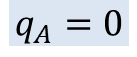 q_A = 0